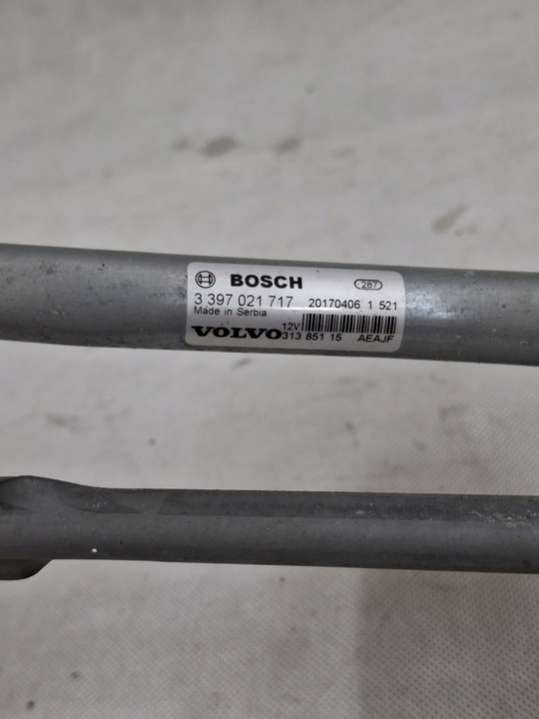 BOSCH 267
3 397 021 717 20170406 1 521
Made in Serbia
VOLVO 12V
313 851 15 AEAJF